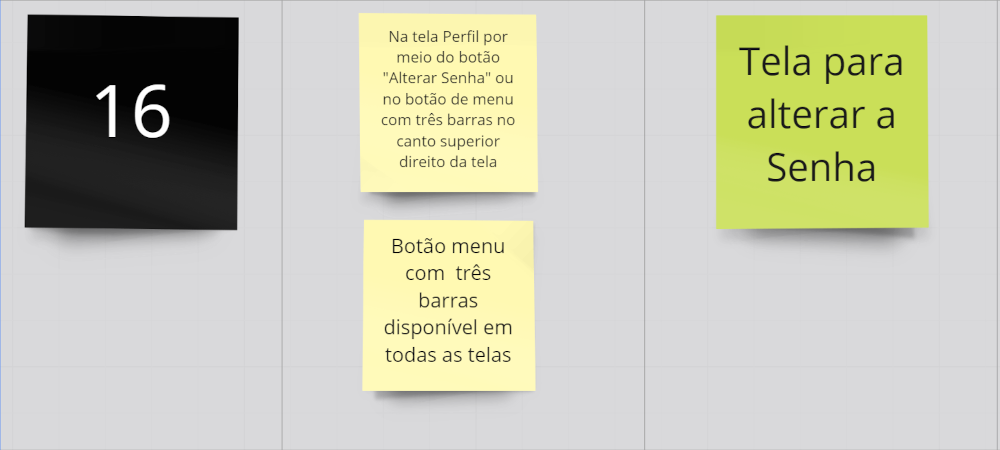 16
Na tela Perfil por
meio do botão
"Alterar Senha" ou
no botão de menu
com três barras no
canto superior
direito da tela
Botão menu
com  três
barras
disponível em
todas as telas
Tela para
alterar a
Senha